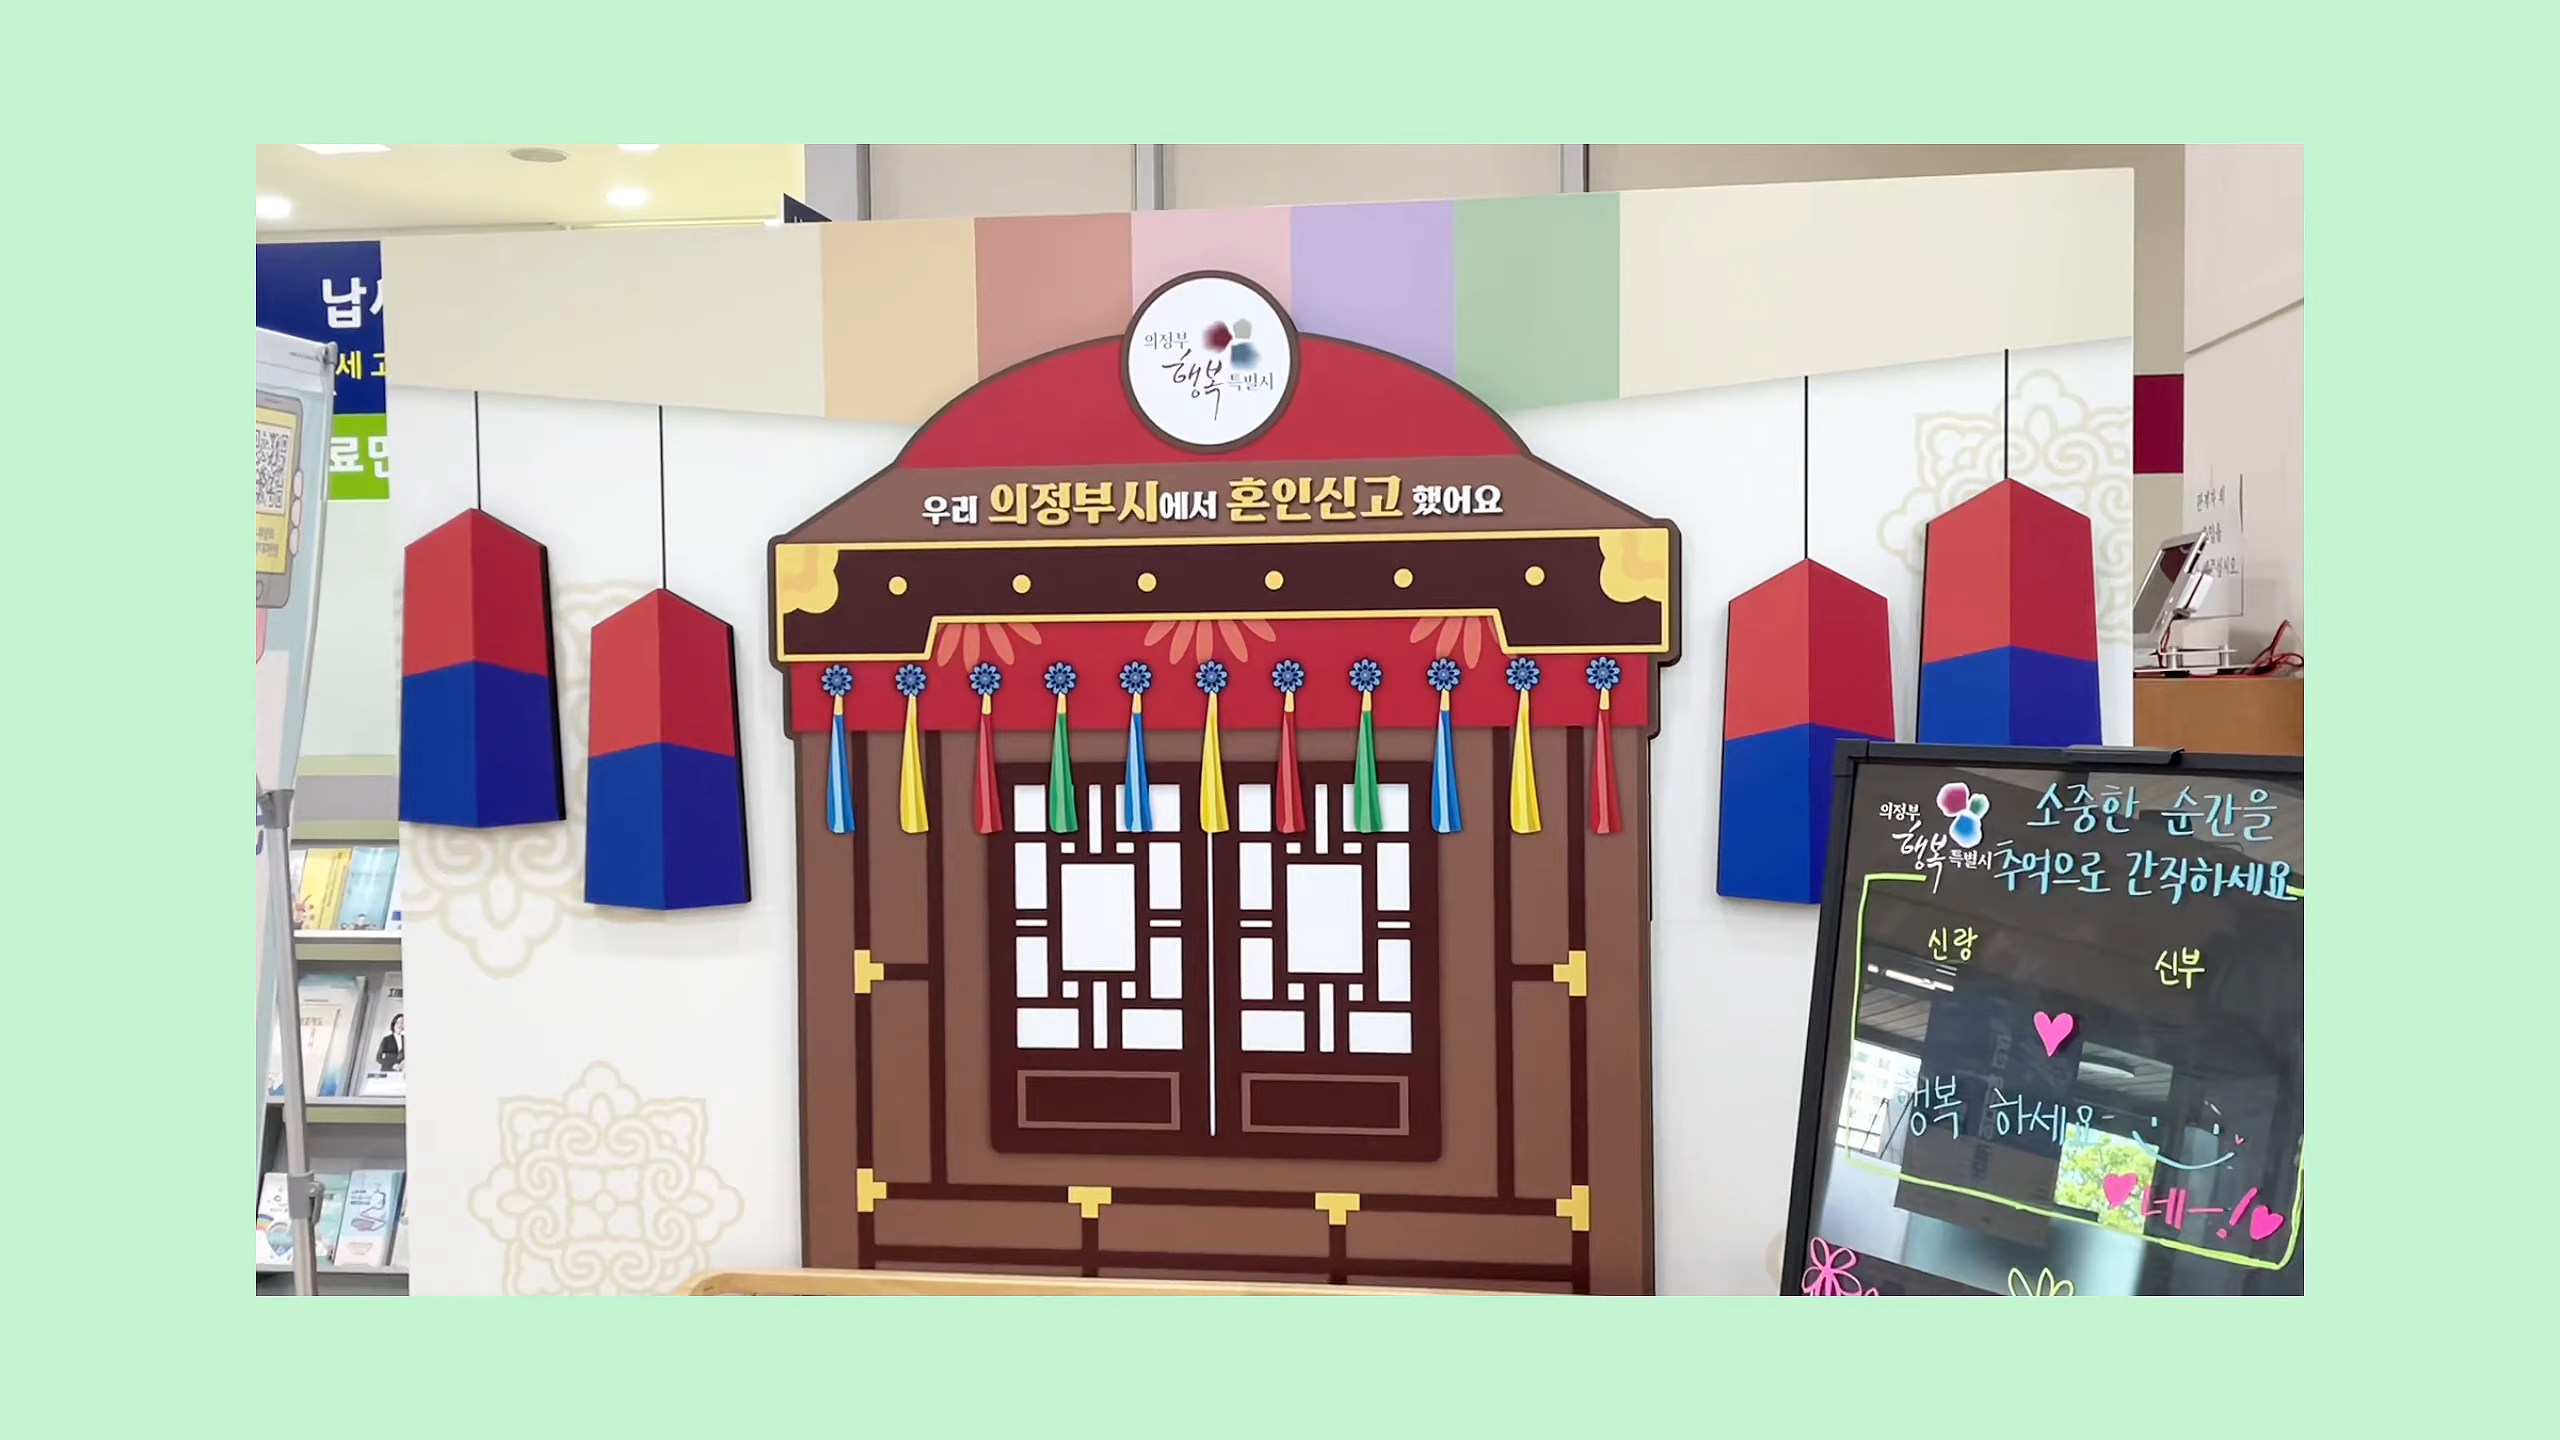 의정부
행복 특별시
우리 의정부시에서 혼인신고 했어요
의정부
행복 특별시
소중한 순간을
추억으로 간직하세요
신랑
신부
행복 하세요
네~!